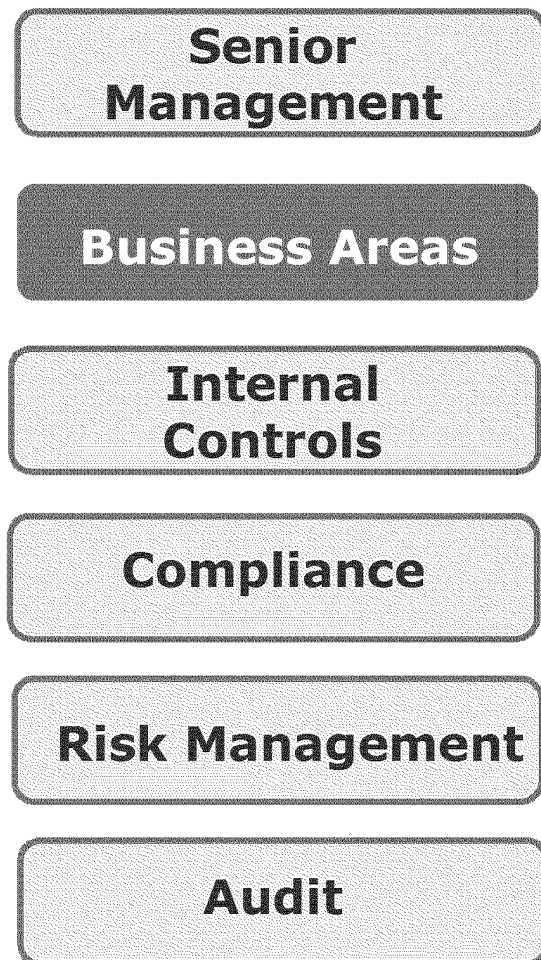 Senior
Management
Business Areas
Internal
Controls
Compliance
Risk Management
Audit